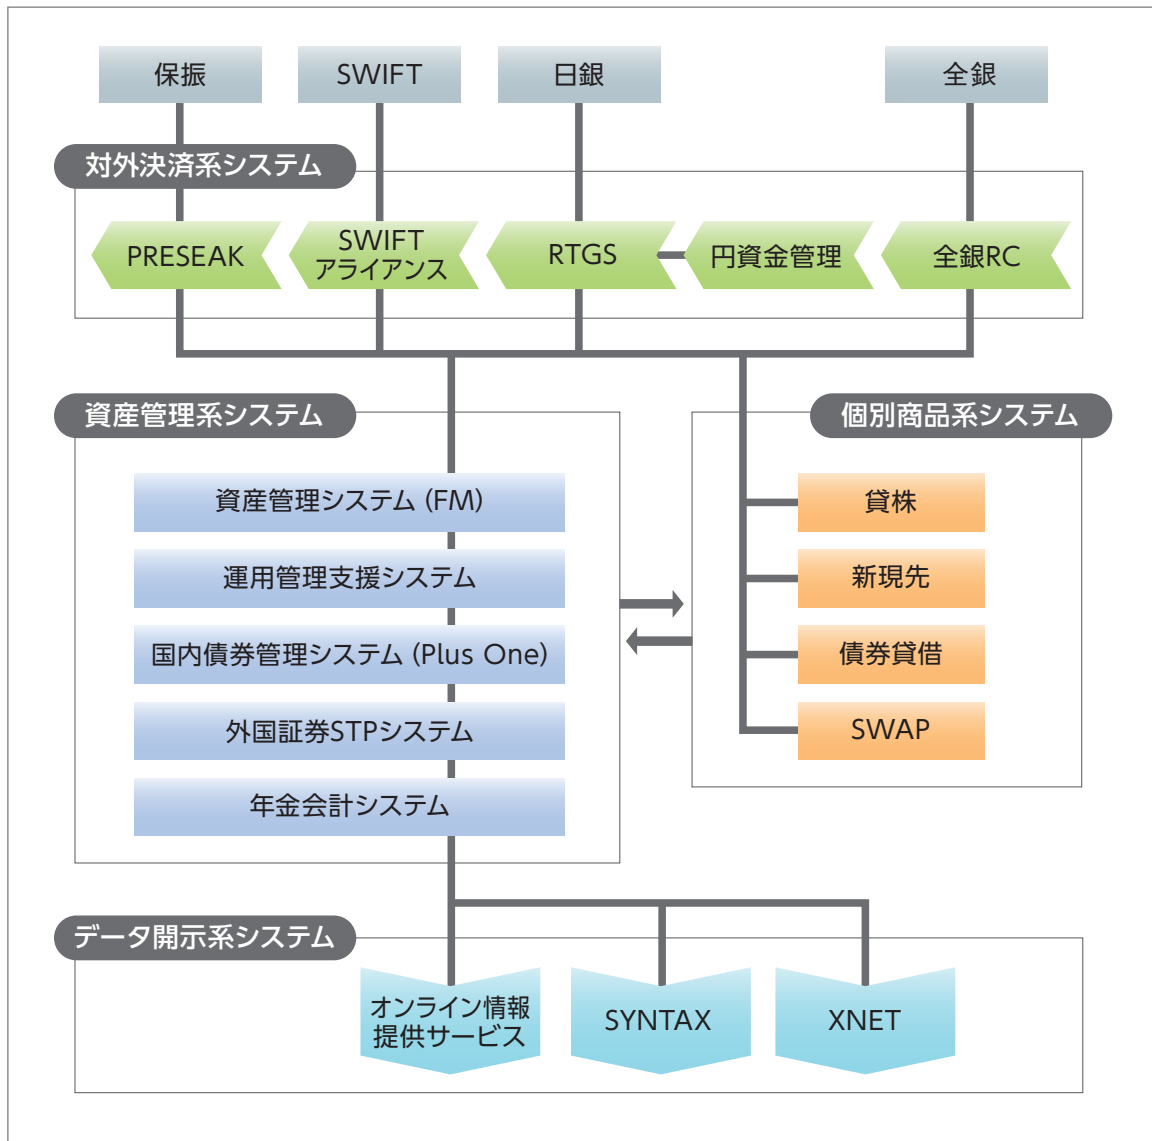 保振
SWIFT
日銀
全銀
対外決済系システム
PRESEAK
SWIFT
アライアンス
RTGS
円資金管理
全銀RC
資産管理系システム
資産管理システム (FM)
運用管理支援システム
国内債券管理システム (Plus One)
外国証券STPシステム
年金会計システム
個別商品系システム
貸株
新現先
債券貸借
SWAP
データ開示系システム
オンライン情報
提供サービス
SYNTAX
XNET